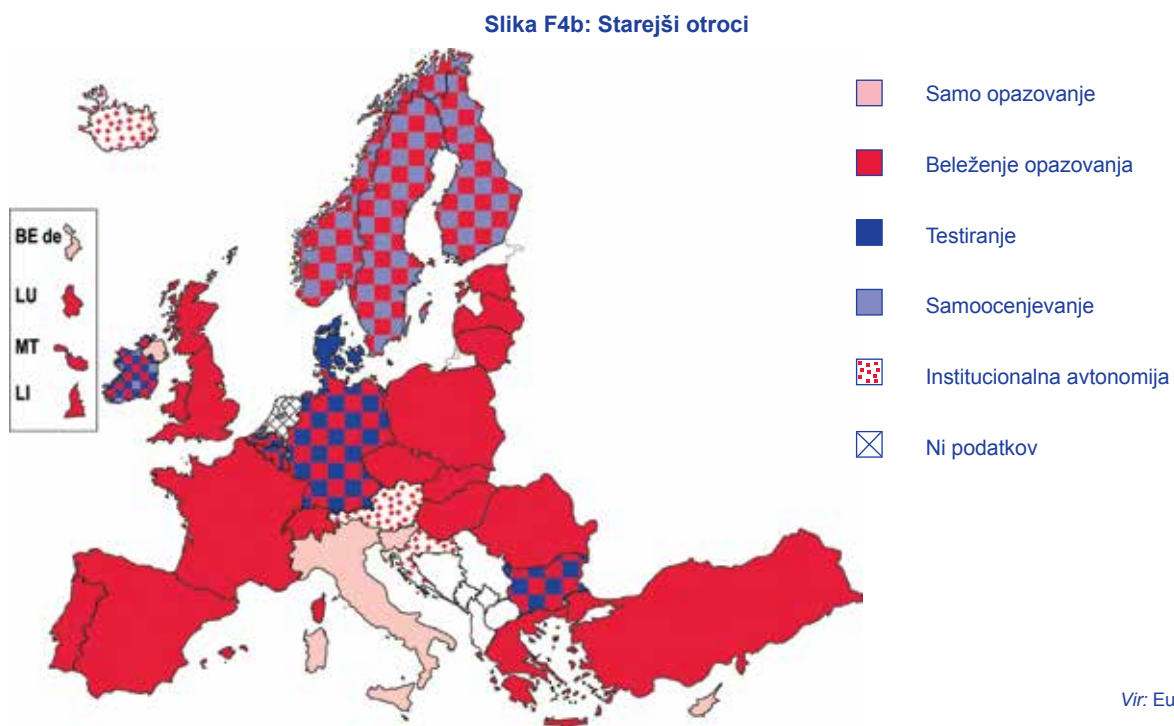 Slika F4b: Starejši otroci
Samo opazovanje
Beleženje opazovanja
Testiranje
Samoocenjevanje
Institucionalna avtonomija
Ni podatkov
BE de
LU
MT
LI
Vir: Eu